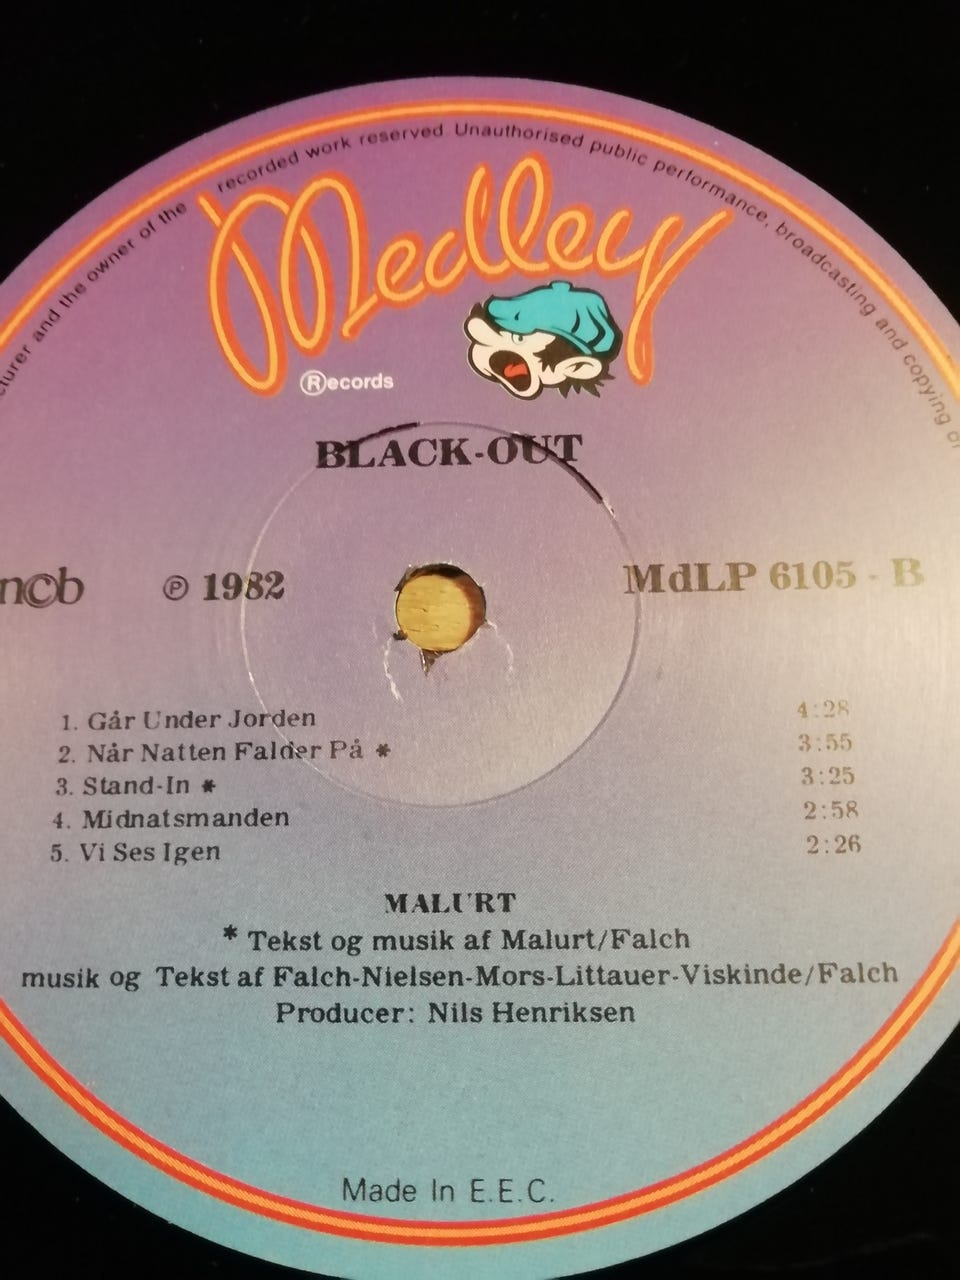 cturer and the owner of the recorded work reserved. Unauthorised public performance, broadcasting and copying of
Medley
Ⓡecords
BLACK-OUT
n©b ℗ 1982 MdLP 6105 - B
1. Går Under Jorden 4:28
2. Når Natten Falder På * 3:55
3. Stand-In * 3:25
4. Midnatsmanden 2:58
5. Vi Ses Igen 2:26
MALURT
* Tekst og musik af Malurt/Falch
musik og Tekst af Falch-Nielsen-Mors-Littauer-Viskinde/Falch
Producer: Nils Henriksen
Made In E.E.C.